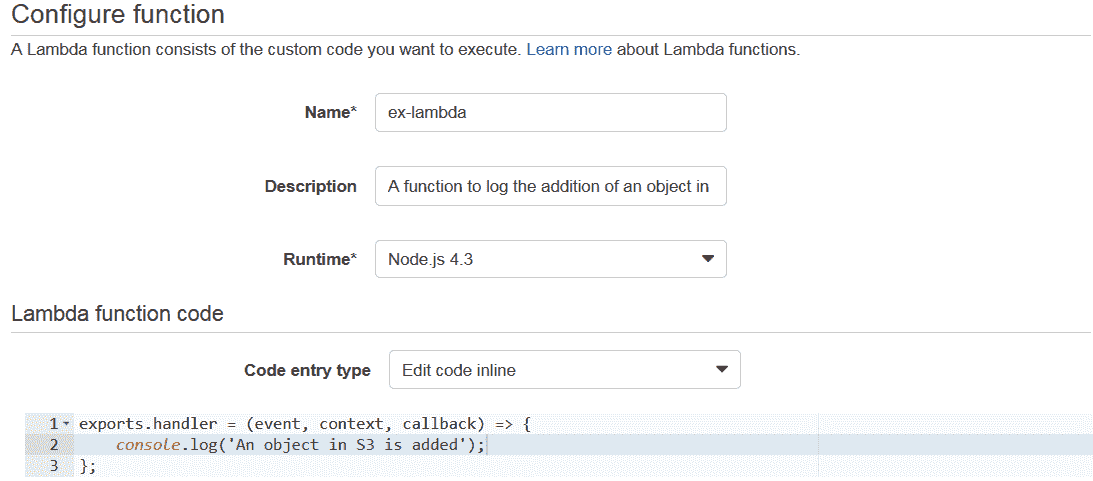 Configure function
A Lambda function consists of the custom code you want to execute. Learn more about Lambda functions.
Name* ex-lambda
Description A function to log the addition of an object in
Runtime* Node.js 4.3
Lambda function code
Code entry type Edit code inline
1 exports.handler = (event, context, callback) => {
2 console.log('An object in S3 is added');
3 };